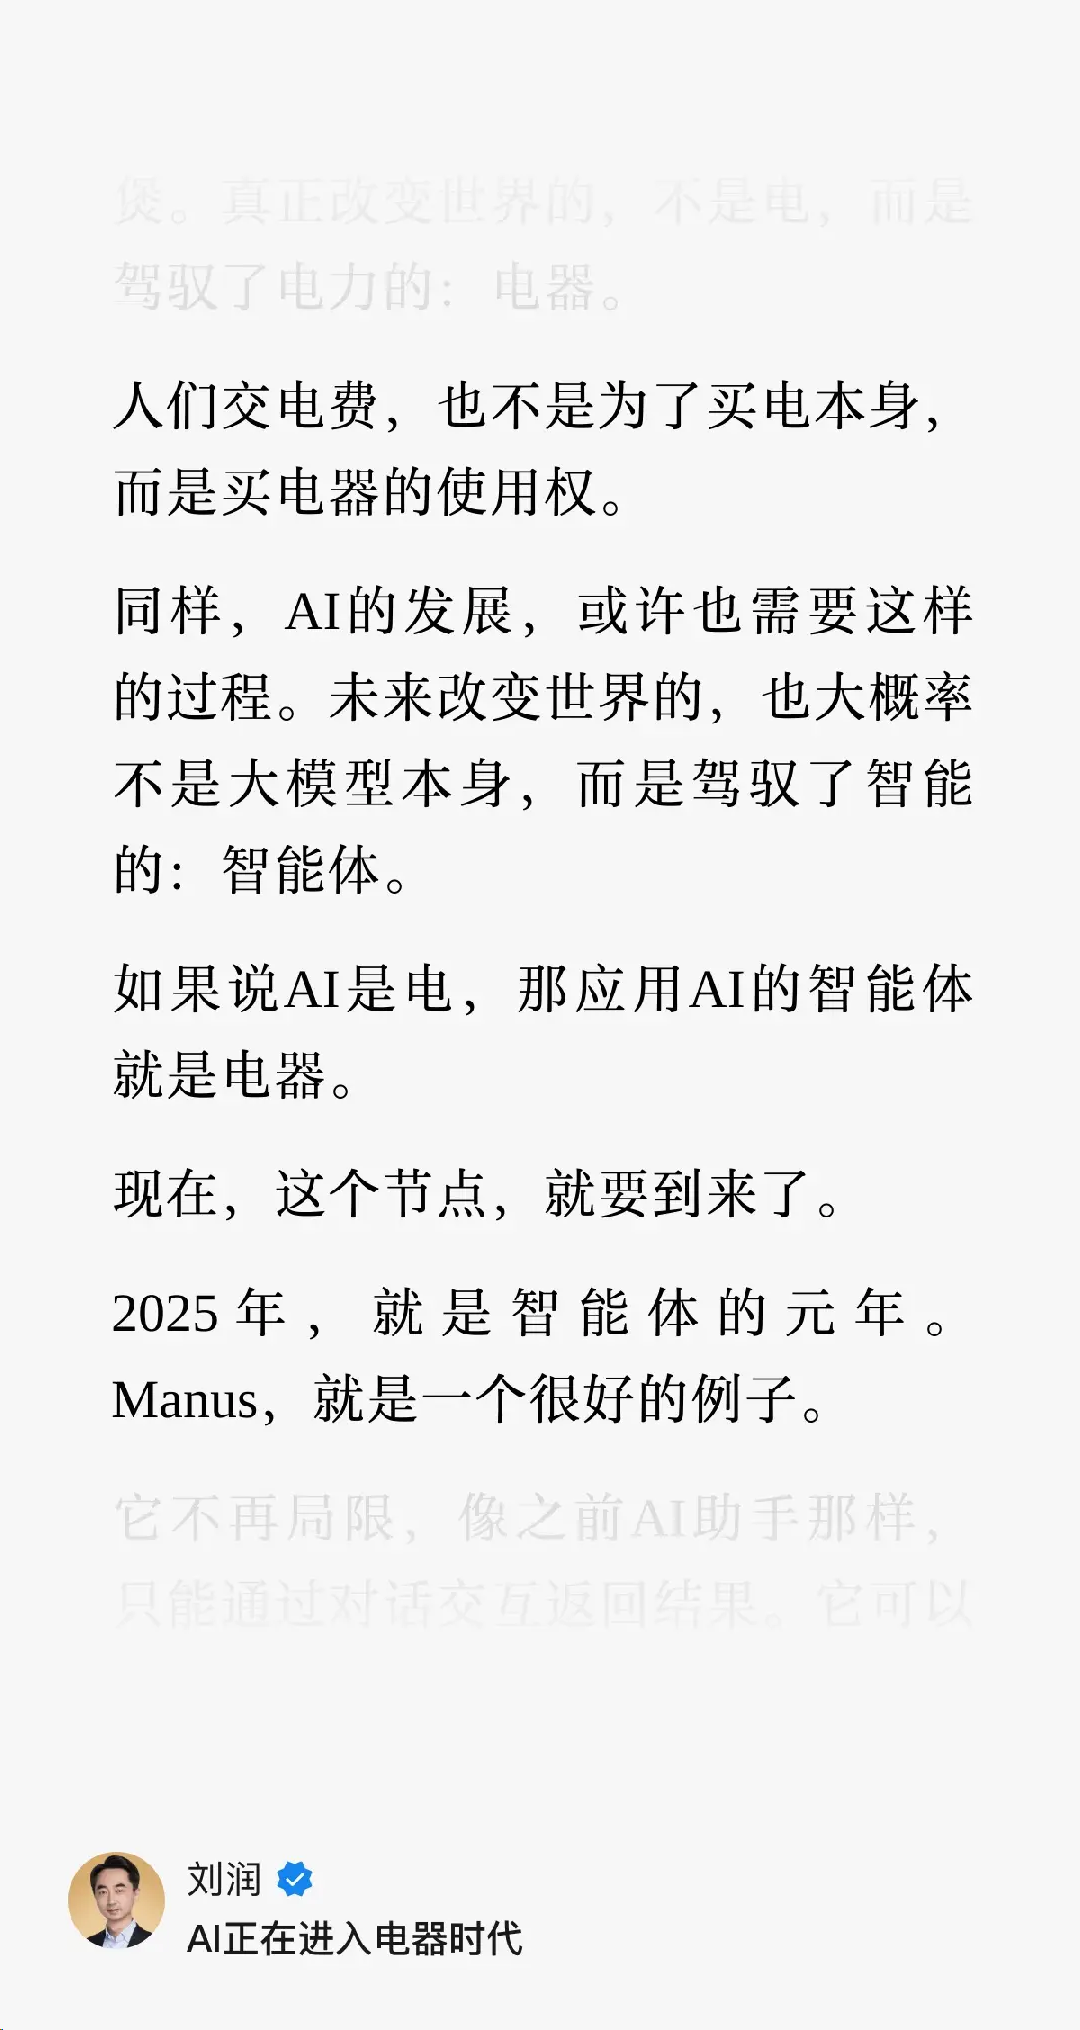 煲。真正改变世界的，不是电，而是
驾驭了电力的：电器。
人们交电费，也不是为了买电本身，
而是买电器的使用权。
同样，AI的发展，或许也需要这样
的过程。未来改变世界的，也大概率
不是大模型本身，而是驾驭了智能
的：智能体。
如果说AI是电，那应用AI的智能体
就是电器。
现在，这个节点，就要到来了。
2025年，就是智能体的元年。
Manus，就是一个很好的例子。
它不再局限，像之前AI助手那样，
只能通过对话交互返回结果。它可以
刘润
AI正在进入电器时代